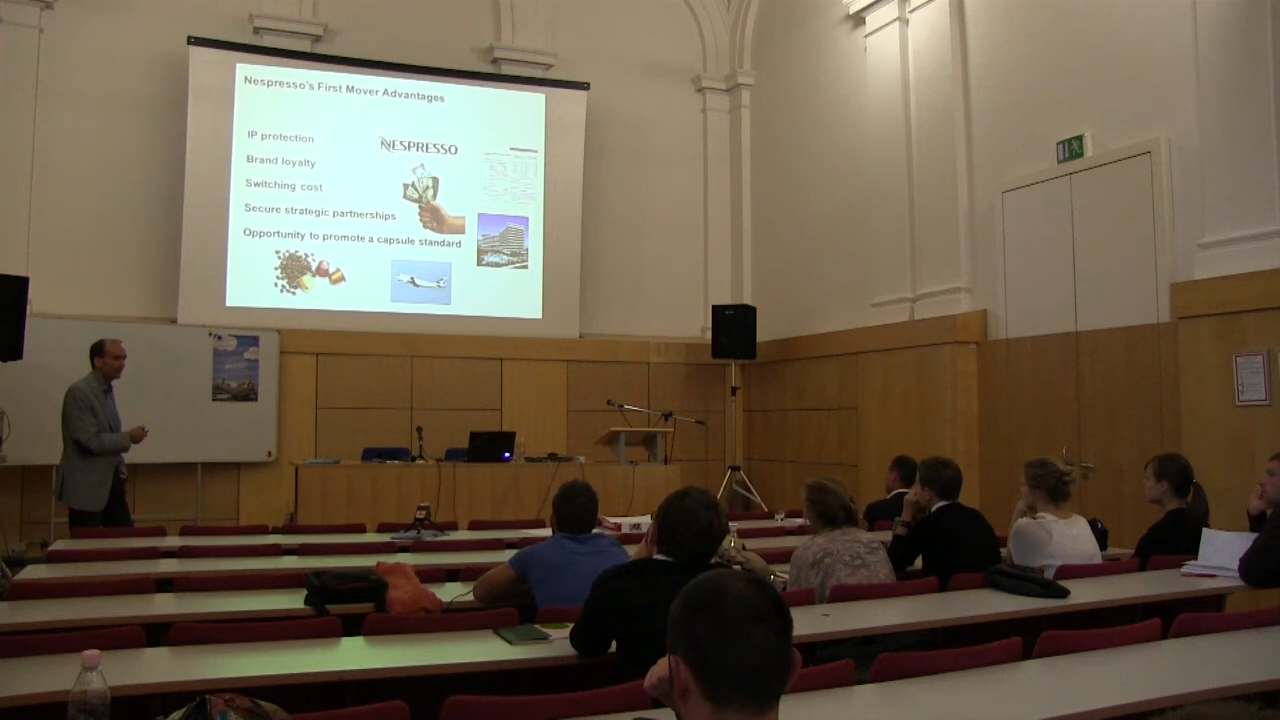 Nespresso's First Mover Advantages
IP protection
NESPRESSO
Brand loyalty
Switching cost
Secure strategic partnerships
Opportunity to promote a capsule standard